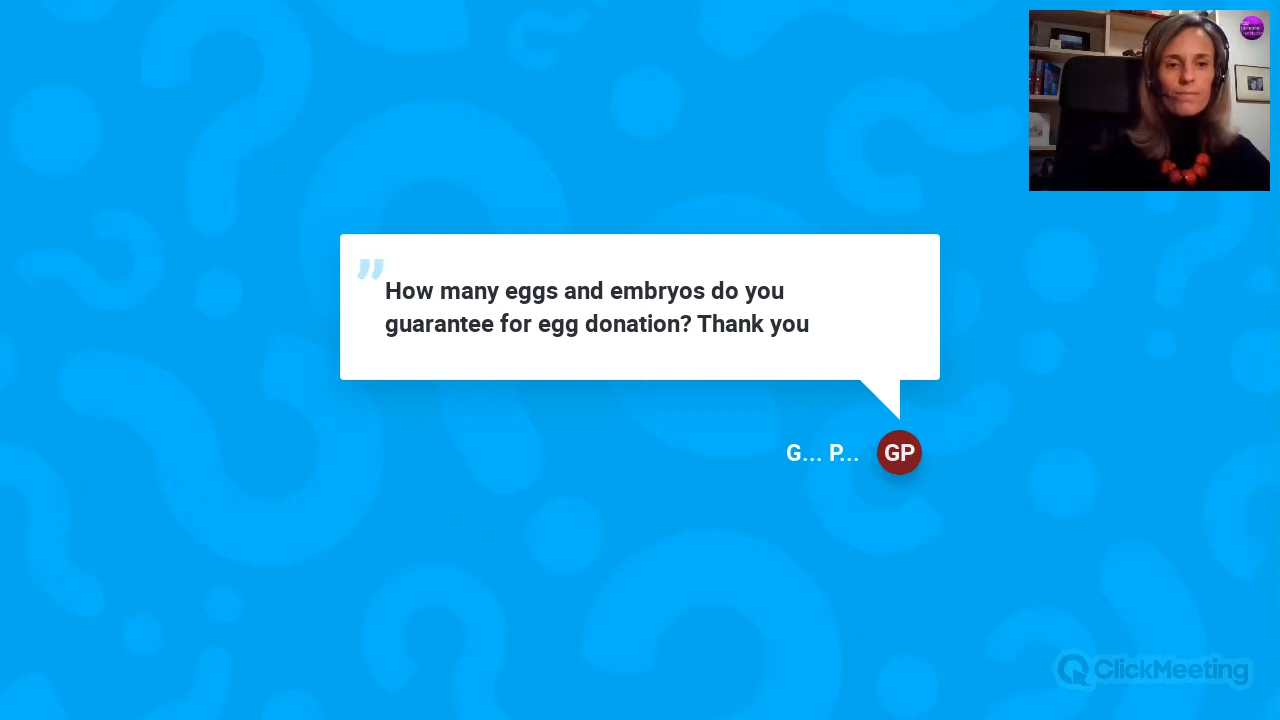 ”
How many eggs and embryos do you
guarantee for egg donation? Thank you
G... P...
GP
ClickMeeting